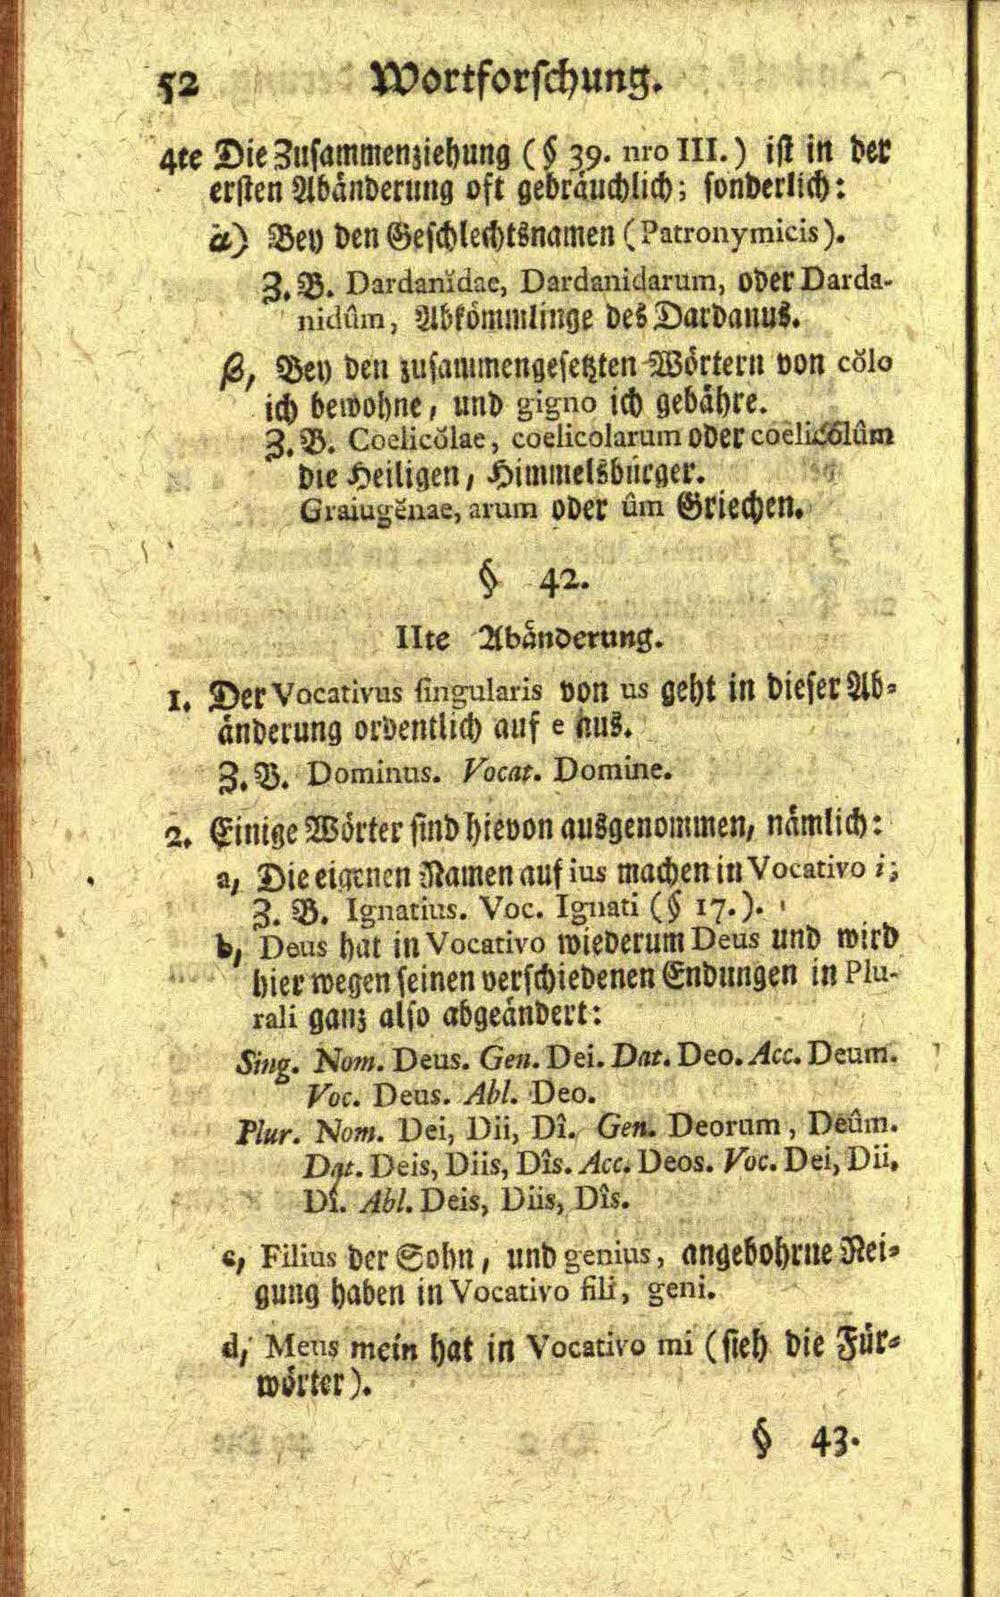 52 Wortforschung.
4te Die Zusammenziehung (§ 39. nro III.) ist in der
ersten Abänderung oft gebräuchlich; sonderlich:
α) Bey den Geschlechtsnamen (Patronymicis).
Z. B. Dardanĭdae, Dardanidarum, oder Darda-
nidûm, Abkömmlinge des Dardanus.
β, Bey den zusammengesetzten Wörtern von cŏlo
ich bewohne, und gigno ich gebähre.
Z. B. Coelicŏlae, coelicolarum oder coelicolûm
die Heiligen, Himmelsbürger.
Graiugĕnae, arum oder ûm Griechen.
§ 42.
IIte Abänderung.
1. Der Vocativus singularis von us geht in dieser Ab-
änderung ordentlich auf e aus.
Z. B. Dominus. Vocat. Domine.
2. Einige Wörter sind hievon ausgenommen, nämlich:
a, Die eigenen Namen auf ius machen in Vocativo i;
Z. B. Ignatius. Voc. Ignati (§ 17.).
b, Deus hat in Vocativo wiederum Deus und wird
hier wegen seinen verschiedenen Endungen in Plu-
rali ganz also abgeändert:
Sing. Nom. Deus. Gen. Dei. Dat. Deo. Acc. Deum.
Voc. Deus. Abl. Deo.
Plur. Nom. Dei, Dii, Dî. Gen. Deorum, Deûm.
Dat. Deis, Diis, Dîs. Acc. Deos. Voc. Dei, Dii,
Dî. Abl. Deis, Diis, Dîs.
c, Filius der Sohn, und genius, angebohrne Nei-
gung haben in Vocativo fili, geni.
d, Meus mein hat in Vocativo mi (sieh die Für-
wörter).
§ 43.